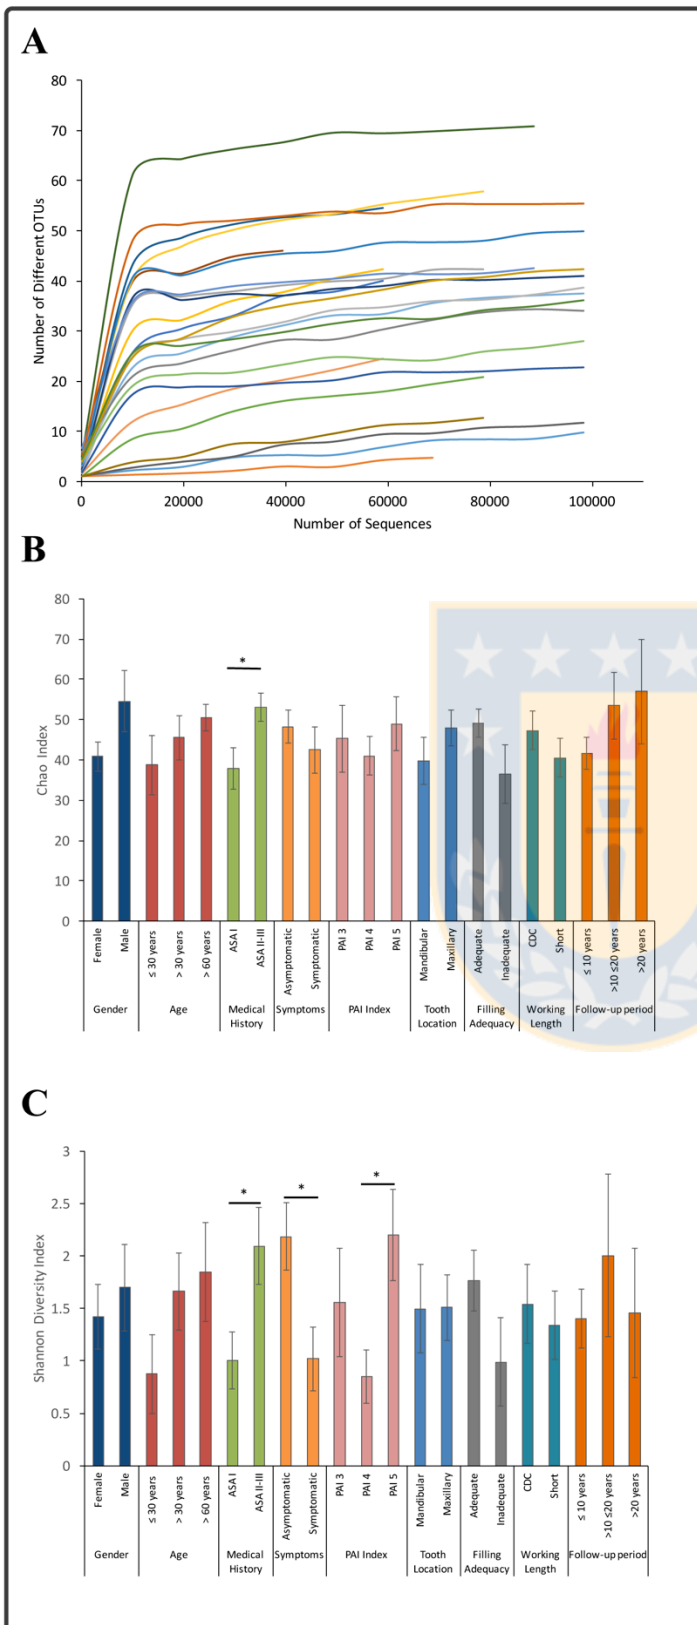 A
80
70
60
50
40
30
20
10
0
Number of Different OTUs
0 20000 40000 60000 80000 100000
Number of Sequences
B
80
70
60
50
40
30
20
10
0
Chao Index
*
Female Male ≤ 30 years > 30 years > 60 years ASA I ASA II-III Asymptomatic Symptomatic PAI 3 PAI 4 PAI 5 Mandibular Maxillary Adequate Inadequate CDC Short ≤ 10 years >10 ≤20 years >20 years
Gender Age Medical Symptoms PAI Index Tooth Filling Working Follow-up period
History Location Adequacy Length
C
3
2.5
2
1.5
1
0.5
0
Shannon Diversity Index
* * *
Female Male ≤ 30 years > 30 years > 60 years ASA I ASA II-III Asymptomatic Symptomatic PAI 3 PAI 4 PAI 5 Mandibular Maxillary Adequate Inadequate CDC Short ≤ 10 years >10 ≤20 years >20 years
Gender Age Medical Symptoms PAI Index Tooth Filling Working Follow-up period
History Location Adequacy Length